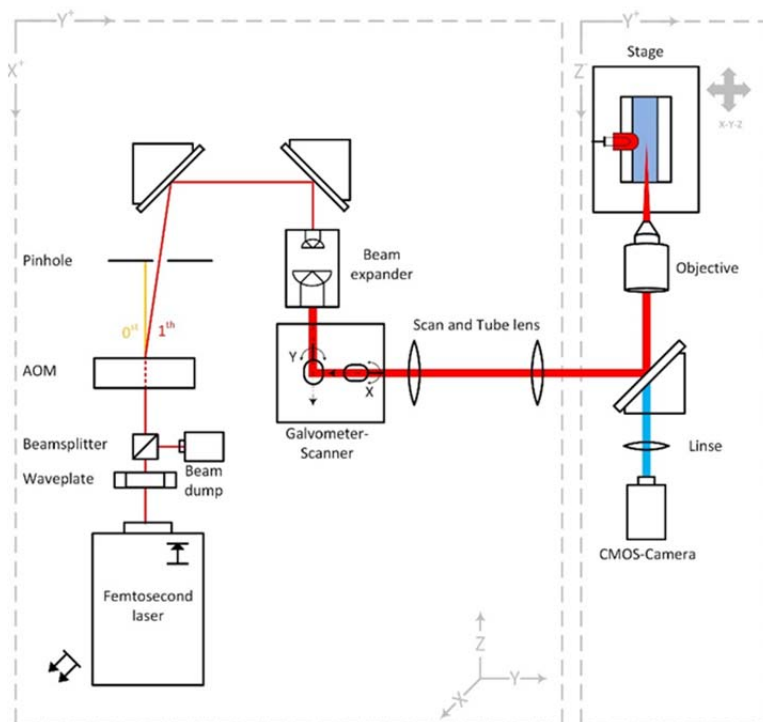 Y+
X+
Pinhole
0st
1th
AOM
Beamsplitter
Waveplate
Beam
dump
Femtosecond
laser
Beam
expander
Y
X
Galvometer-
Scanner
Scan and Tube lens
Z
Y
X
Y+
Z
Stage
X-Y-Z
Objective
Linse
CMOS-Camera